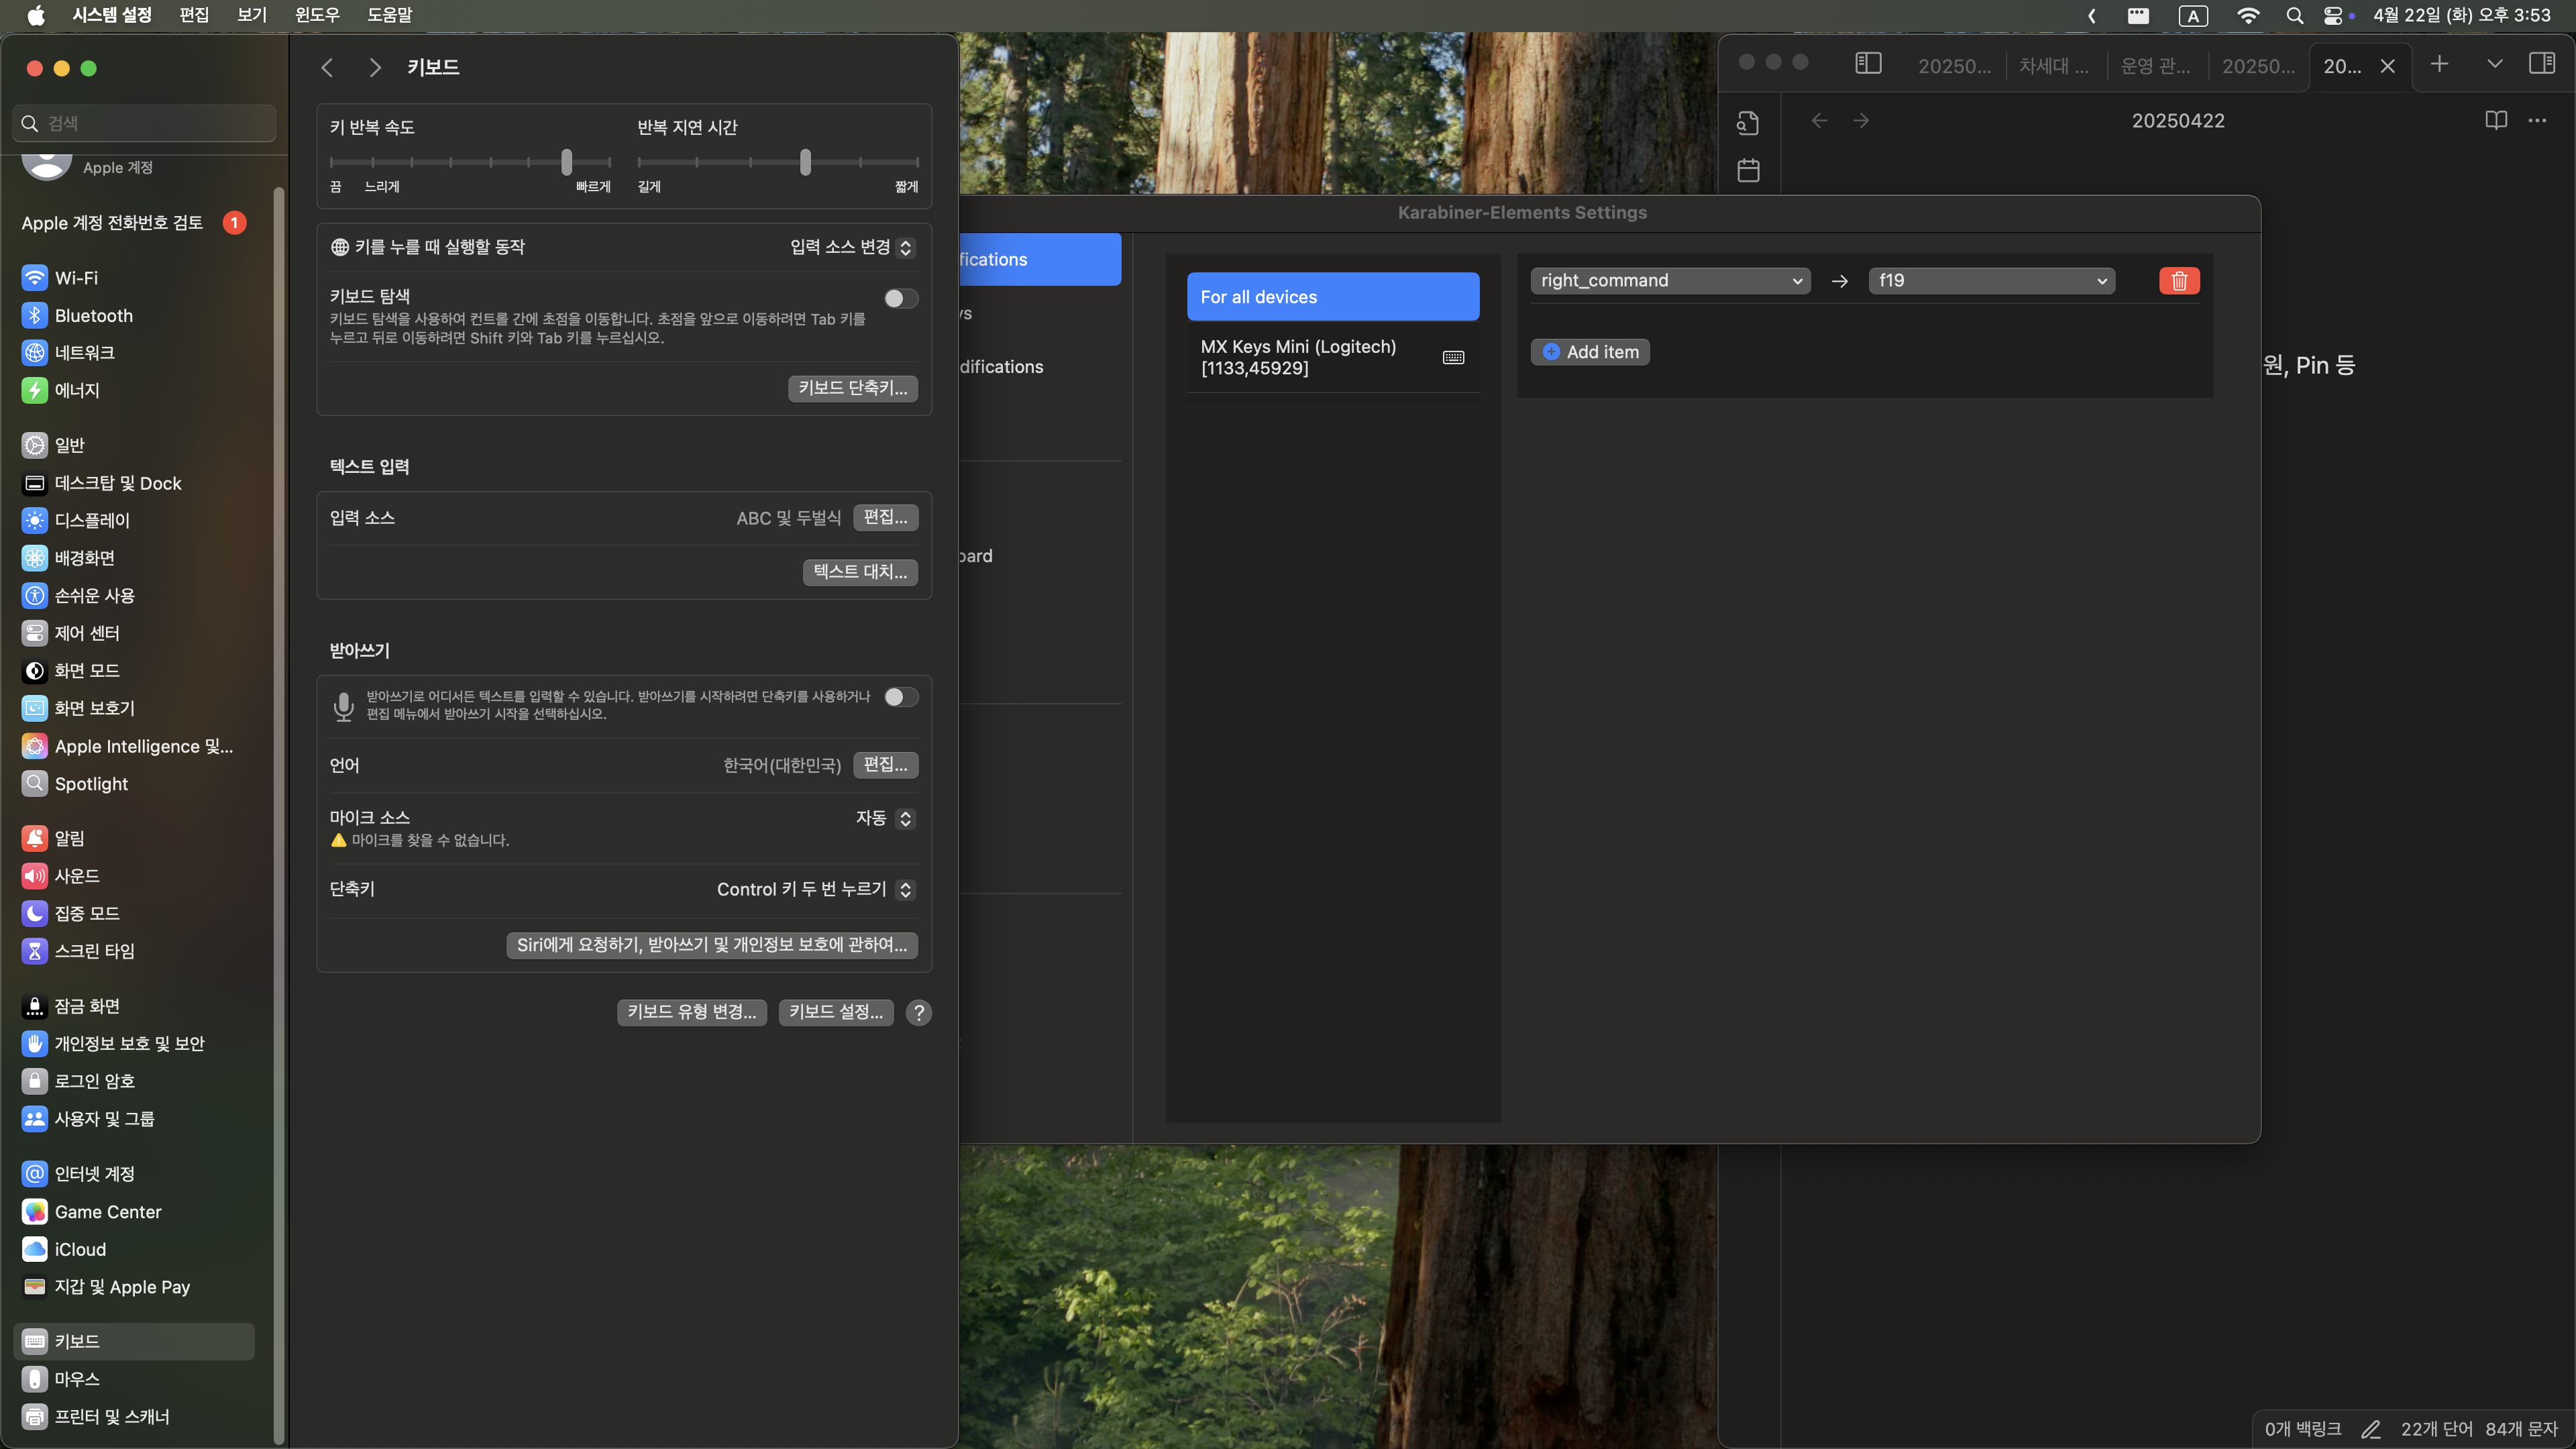 시스템 설정 편집 보기 윈도우 도움말
A 4월 22일 (화) 오후 3:53
검색
Apple 계정
Apple 계정 전화번호 검토 1
Wi-Fi
Bluetooth
네트워크
에너지
일반
데스크탑 및 Dock
디스플레이
배경화면
손쉬운 사용
제어 센터
화면 모드
화면 보호기
Apple Intelligence 및...
Spotlight
알림
사운드
집중 모드
스크린 타임
잠금 화면
개인정보 보호 및 보안
로그인 암호
사용자 및 그룹
인터넷 계정
Game Center
iCloud
지갑 및 Apple Pay
키보드
마우스
프린터 및 스캐너
키보드
키 반복 속도 반복 지연 시간
끔 느리게 빠르게 길게 짧게
키를 누를 때 실행할 동작 입력 소스 변경
키보드 탐색
키보드 탐색을 사용하여 컨트롤 간에 초점을 이동합니다. 초점을 앞으로 이동하려면 Tab 키를
누르고 뒤로 이동하려면 Shift 키와 Tab 키를 누르십시오.
키보드 단축키...
텍스트 입력
입력 소스 ABC 및 두벌식 편집...
텍스트 대치...
받아쓰기
받아쓰기로 어디서든 텍스트를 입력할 수 있습니다. 받아쓰기를 시작하려면 단축키를 사용하거나
편집 메뉴에서 받아쓰기 시작을 선택하십시오.
언어 한국어(대한민국) 편집...
마이크 소스 자동
마이크를 찾을 수 없습니다.
단축키 Control 키 두 번 누르기
Siri에게 요청하기, 받아쓰기 및 개인정보 보호에 관하여...
키보드 유형 변경... 키보드 설정... ?
Karabiner-Elements Settings
fications
ys
difications
oard
For all devices
MX Keys Mini (Logitech)
[1133,45929]
right_command → f19
Add item
20250... 차세대 ... 운영 관... 20250... 20...
20250422
원, Pin 등
0개 백링크 22개 단어 84개 문자